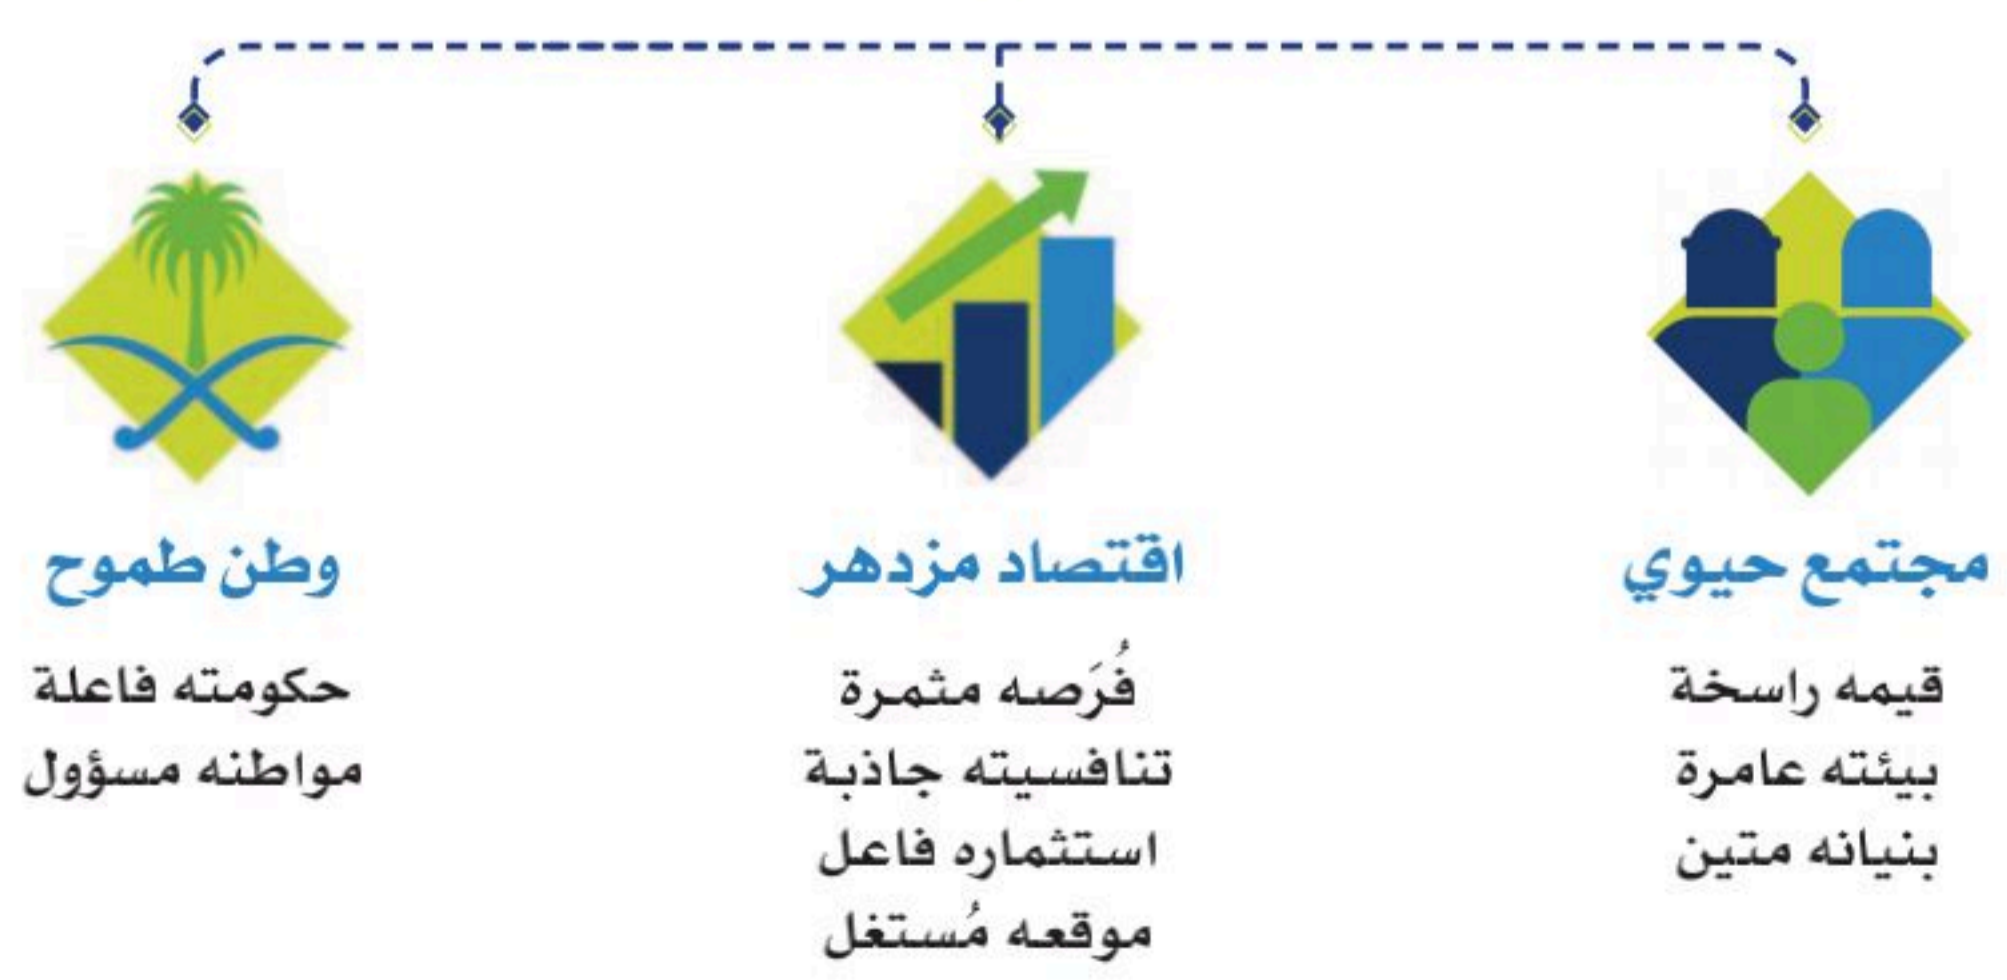 مجتمع حيوي
قيمه راسخة
بيئته عامرة
بنيانه متين
اقتصاد مزدهر
فُرَصه مثمرة
تنافسيته جاذبة
استثماره فاعل
موقعه مُستغل
وطن طموح
حكومته فاعلة
مواطنه مسؤول